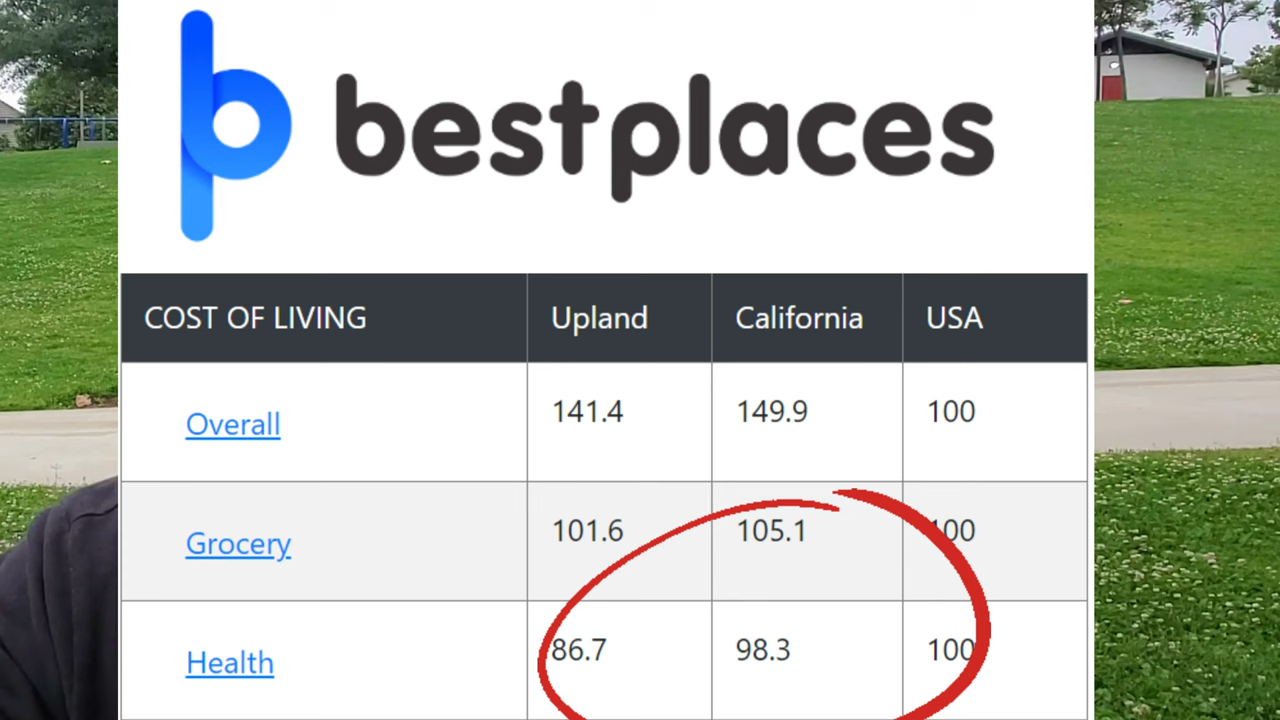 bestplaces
COST OF LIVING Upland California USA
Overall 141.4 149.9 100
Grocery 101.6 105.1 100
Health 86.7 98.3 100